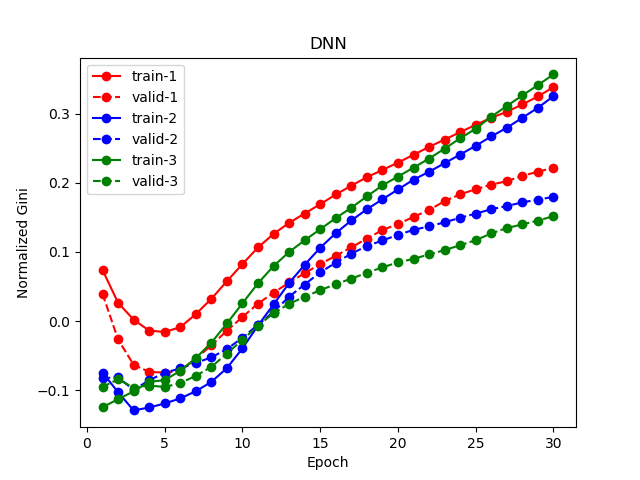 DNN
train-1
valid-1
train-2
valid-2
train-3
valid-3
Normalized Gini
0.3
0.2
0.1
0.0
−0.1
0 5 10 15 20 25 30
Epoch